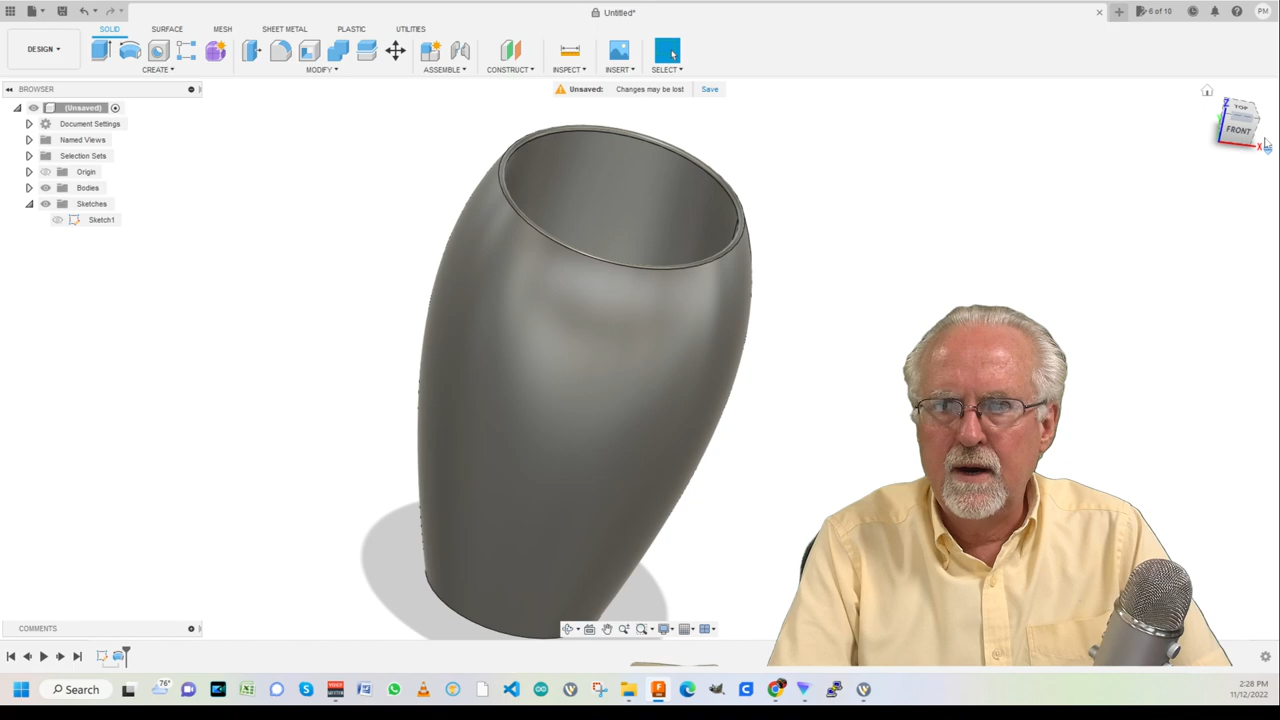 Untitled*
6 of 10
PM
DESIGN
SOLID
SURFACE
MESH
SHEET METAL
PLASTIC
UTILITIES
CREATE
MODIFY
ASSEMBLE
CONSTRUCT
INSPECT
INSERT
SELECT
BROWSER
Unsaved: Changes may be lost Save
(Unsaved)
Document Settings
Named Views
Selection Sets
Origin
Bodies
Sketches
Sketch1
Z
TOP
FRONT
X
COMMENTS
Search
76°
2:28 PM
11/12/2022